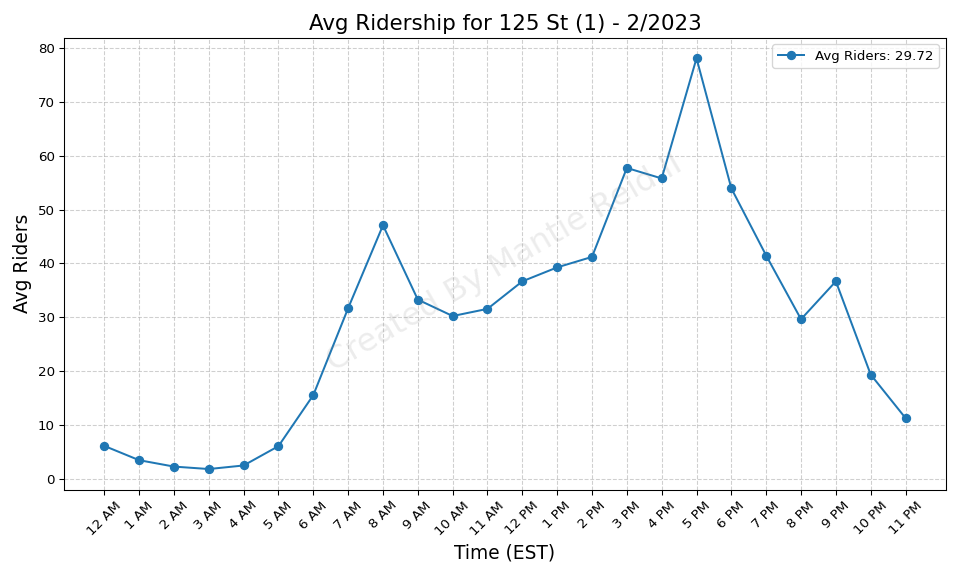 Avg Ridership for 125 St (1) - 2/2023
Avg Riders: 29.72
Avg Riders
80
70
60
50
40
30
20
10
0
Created By Mantie Reid II
12 AM
1 AM
2 AM
3 AM
4 AM
5 AM
6 AM
7 AM
8 AM
9 AM
10 AM
11 AM
12 PM
1 PM
2 PM
3 PM
4 PM
5 PM
6 PM
7 PM
8 PM
9 PM
10 PM
11 PM
Time (EST)